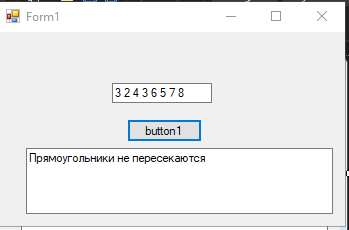 Form1
3 2 4 3 6 5 7 8
button1
Прямоугольники не пересекаются